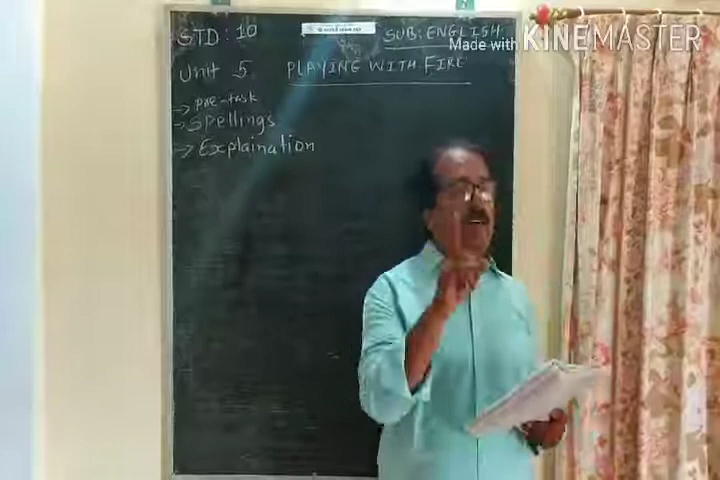 STD: 10
SUB: ENGLISH
Made with KINEMASTER
Unit 5 PLAYING WITH FIRE
→ Pre-task
→ Spellings
→ Explaination